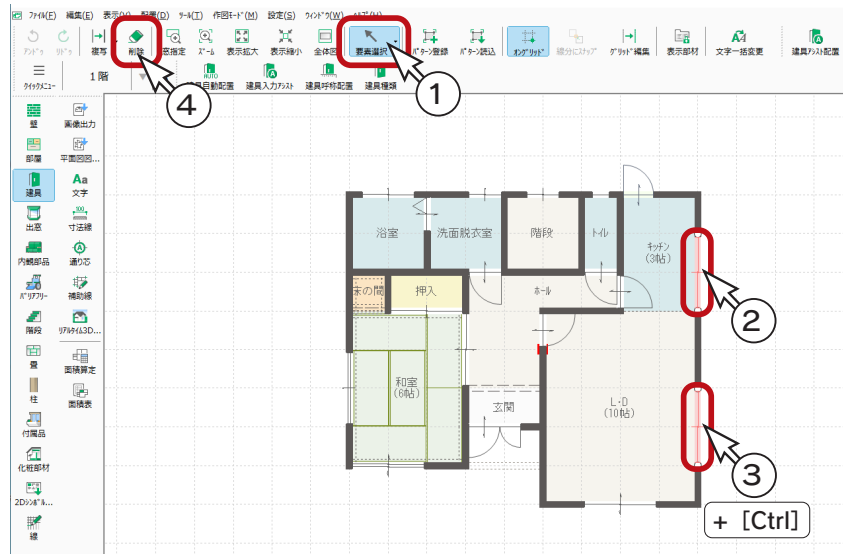 ファイル(F) 編集(E) 表示(V) 配置(D) ツール(T) 作図モード(M) 設定(S) ウィンドウ(W)
アンドゥ リドゥ 複写 削除 窓指定 ズーム 表示拡大 表示縮小 全体図 要素選択 パターン登録 パターン読込 オングリッド 線分にスナップ グリッド編集 表示部材 文字一括変更 建具アシスト配置
クイックメニュー 1階 建具自動配置 建具入力アシスト 建具呼称配置 建具種類
AUTO
壁 画像出力
部屋 平面図図...
建具 Aa 文字
出窓 100 寸法線
内観部品 通り芯
バリアフリー 補助線
階段 リアルタイム3D...
畳 面積算定
柱 面積表
付属品
化粧部材
2Dシンボル...
線
浴室 洗面脱衣室 階段 トイレ キッチン
(3帖)
床の間 押入 ホール
和室
(6帖)
玄関
L・D
(10帖)
1
2
3
4
+ [Ctrl]